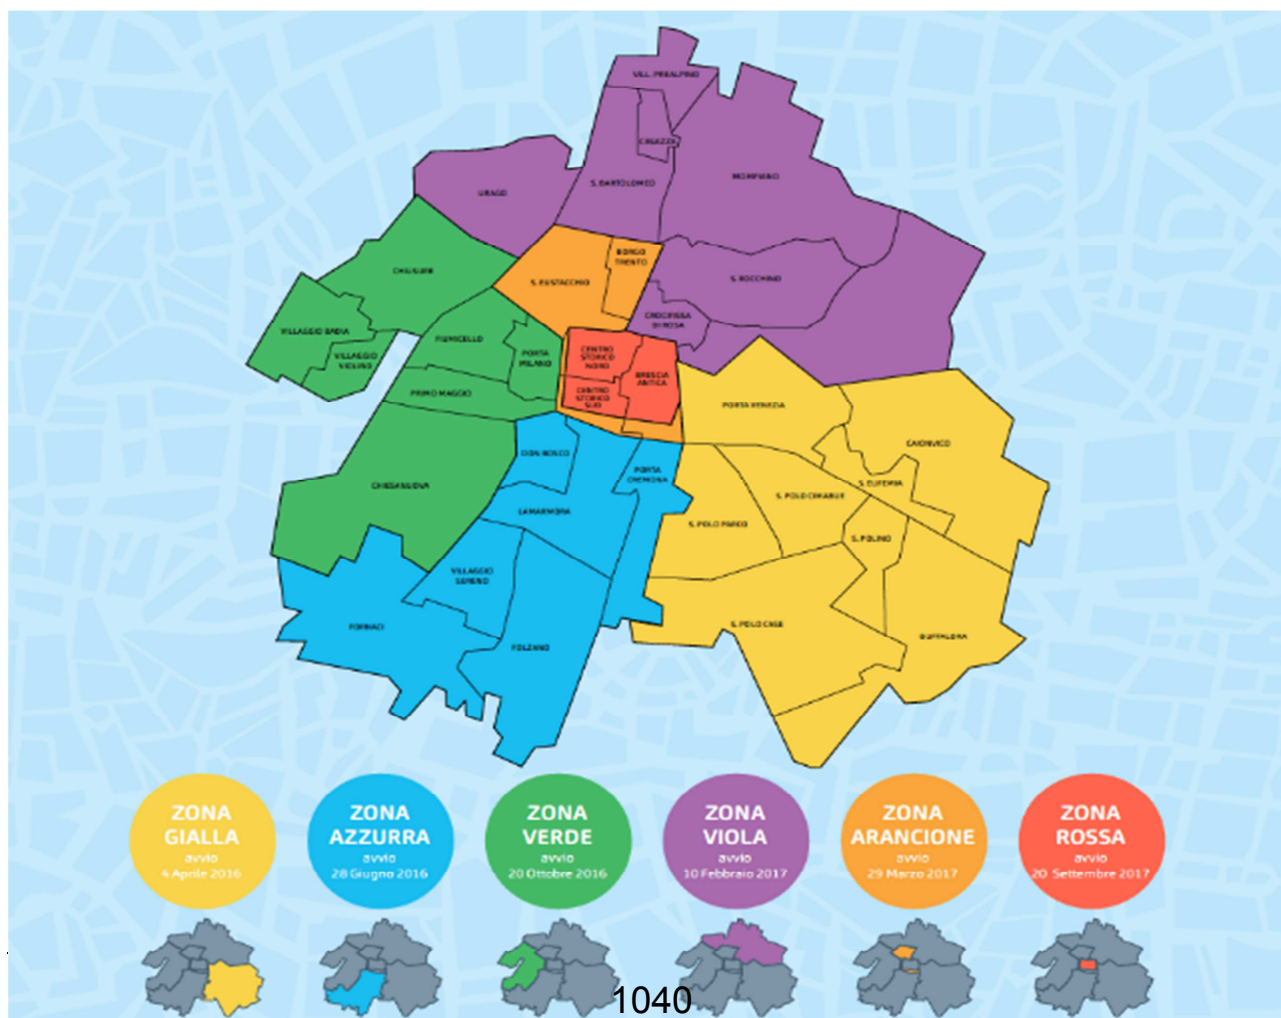 VILL. PREALPINO
CASAZZA
MOMPIANO
S. BARTOLOMEO
URAGO
BORGO
TRENTO
CHIUSURE
S. EUSTACCHIO
S. ROCCHINO
CROCIFISSA
DI ROSA
VILLAGGIO BADIA
FIUMICELLO
VILLAGGIO
VIOLINO
PORTA
MILANO
CENTRO
STORICO
NORD
BRESCIA
ANTICA
PRIMO MAGGIO
CENTRO
STORICO
SUD
PORTA VENEZIA
CAIONVICO
DON BOSCO
PORTA
CREMONA
CHIESANUOVA
S. EUFEMIA
S. POLO CIMABUE
LAMARMORA
S. POLO PARCO
S. POLINO
VILLAGGIO
SERENO
FORNACI
S. POLO CASE
BUFFALORA
FOLZANO
ZONA
GIALLA
avvio
4 Aprile 2016
ZONA
AZZURRA
avvio
28 Giugno 2016
ZONA
VERDE
avvio
20 Ottobre 2016
ZONA
VIOLA
avvio
10 Febbraio 2017
ZONA
ARANCIONE
avvio
29 Marzo 2017
ZONA
ROSSA
avvio
20 Settembre 2017
1040